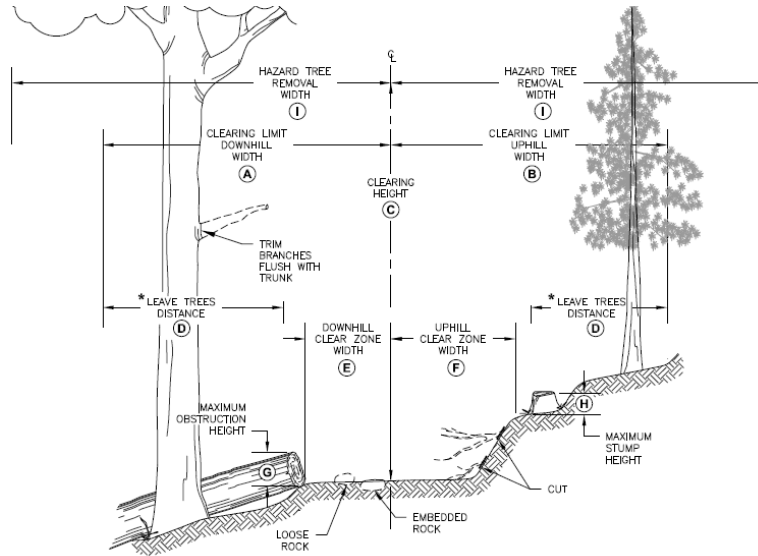 ℄
HAZARD TREE
REMOVAL
WIDTH
I
HAZARD TREE
REMOVAL
WIDTH
I
CLEARING LIMIT
DOWNHILL
WIDTH
A
CLEARING LIMIT
UPHILL
WIDTH
B
CLEARING
HEIGHT
C
TRIM
BRANCHES
FLUSH WITH
TRUNK
* LEAVE TREES
DISTANCE
D
* LEAVE TREES
DISTANCE
D
DOWNHILL
CLEAR ZONE
WIDTH
E
UPHILL
CLEAR ZONE
WIDTH
F
MAXIMUM
OBSTRUCTION
HEIGHT
G
H
MAXIMUM
STUMP
HEIGHT
CUT
LOOSE
ROCK
EMBEDDED
ROCK